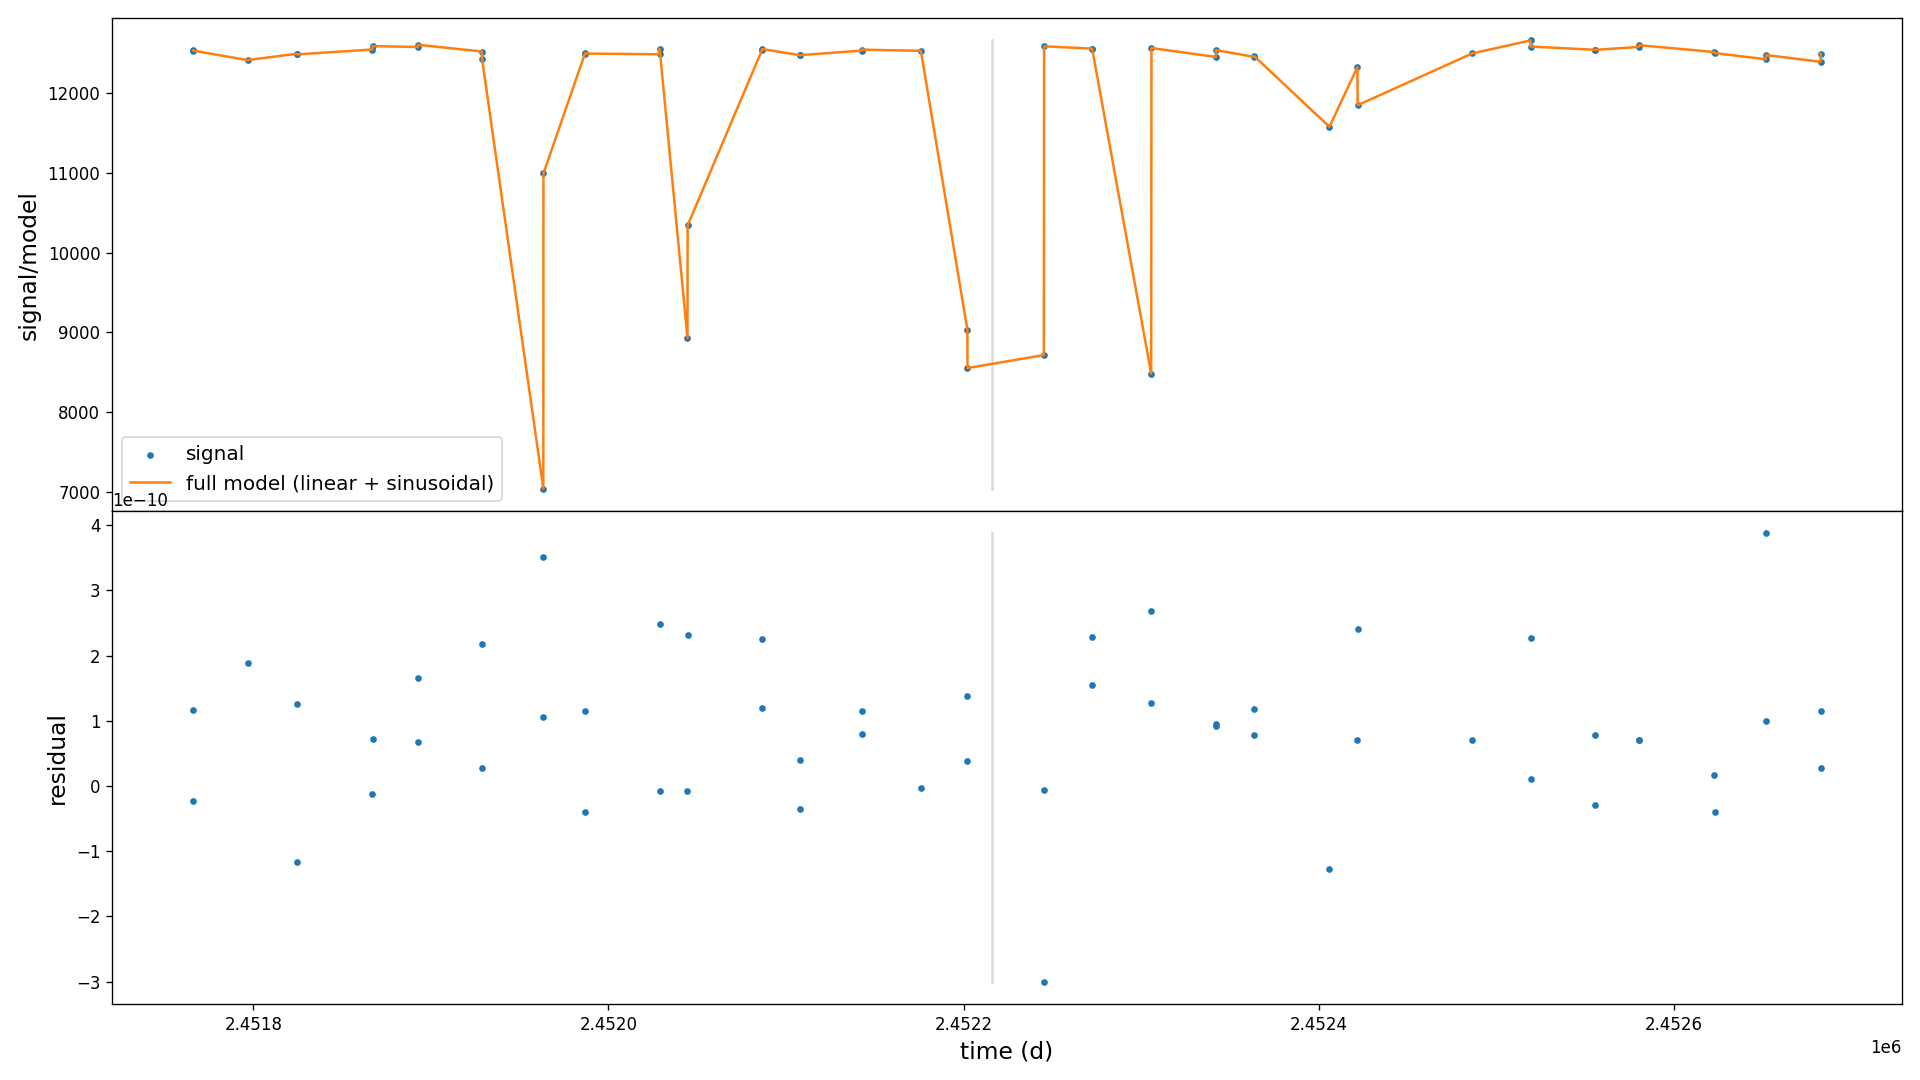 12000
11000
10000
9000
8000
7000
signal/model
signal
full model (linear + sinusoidal)
1e−10
4
3
2
1
0
−1
−2
−3
residual
2.4518
2.4520
2.4522
2.4524
2.4526
time (d)
1e6